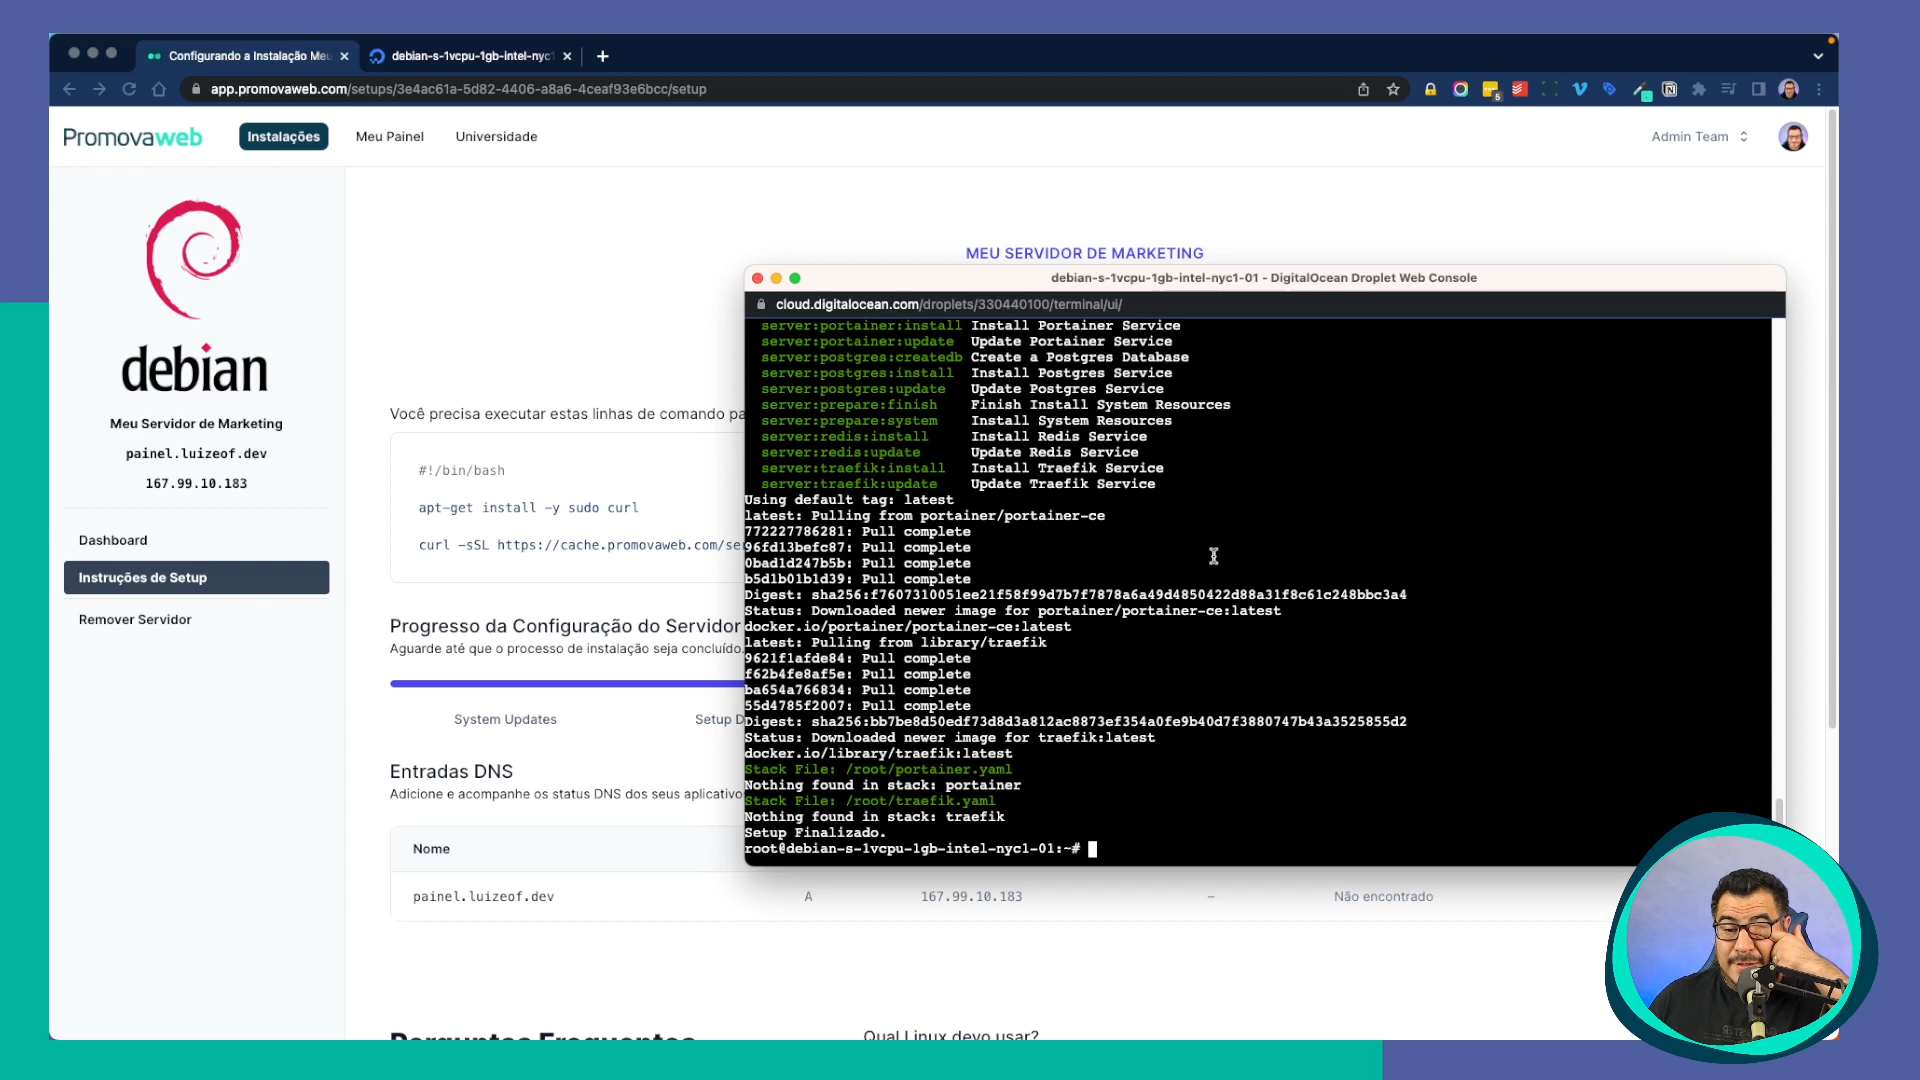 Configurando a Instalação Meu
debian-s-1vcpu-1gb-intel-nyc1
app.promovaweb.com/setups/3e4ac61a-5d82-4406-a8a6-4ceaf93e6bcc/setup
Promovaweb
Instalações
Meu Painel
Universidade
Admin Team
debian
Meu Servidor de Marketing
painel.luizeof.dev
167.99.10.183
Dashboard
Instruções de Setup
Remover Servidor
MEU SERVIDOR DE MARKETING
Você precisa executar estas linhas de comando pa
#!/bin/bash
apt-get install -y sudo curl
curl -sSL https://cache.promovaweb.com/se
Progresso da Configuração do Servidor
Aguarde até que o processo de instalação seja concluído.
System Updates
Setup D
Entradas DNS
Adicione e acompanhe os status DNS dos seus aplicativo
Nome
painel.luizeof.dev A 167.99.10.183 – Não encontrado
Perguntas Frequentes
Qual Linux devo usar?
debian-s-1vcpu-1gb-intel-nyc1-01 - DigitalOcean Droplet Web Console
cloud.digitalocean.com/droplets/330440100/terminal/ui/
server:portainer:install Install Portainer Service
server:portainer:update Update Portainer Service
server:postgres:createdb Create a Postgres Database
server:postgres:install Install Postgres Service
server:postgres:update Update Postgres Service
server:prepare:finish Finish Install System Resources
server:prepare:system Install System Resources
server:redis:install Install Redis Service
server:redis:update Update Redis Service
server:traefik:install Install Traefik Service
server:traefik:update Update Traefik Service
Using default tag: latest
latest: Pulling from portainer/portainer-ce
772227786281: Pull complete
96fd13befc87: Pull complete
0bad1d247b5b: Pull complete
b5d1b01b1d39: Pull complete
Digest: sha256:f7607310051ee21f58f99d7b7f7878a6a49d4850422d88a31f8c61c248bbc3a4
Status: Downloaded newer image for portainer/portainer-ce:latest
docker.io/portainer/portainer-ce:latest
latest: Pulling from library/traefik
9621f1afde84: Pull complete
f62b4fe8af5e: Pull complete
ba654a766834: Pull complete
55d4785f2007: Pull complete
Digest: sha256:bb7be8d50edf73d8d3a812ac8873ef354a0fe9b40d7f3880747b43a3525855d2
Status: Downloaded newer image for traefik:latest
docker.io/library/traefik:latest
Stack File: /root/portainer.yaml
Nothing found in stack: portainer
Stack File: /root/traefik.yaml
Nothing found in stack: traefik
Setup Finalizado.
root@debian-s-1vcpu-1gb-intel-nyc1-01:~#